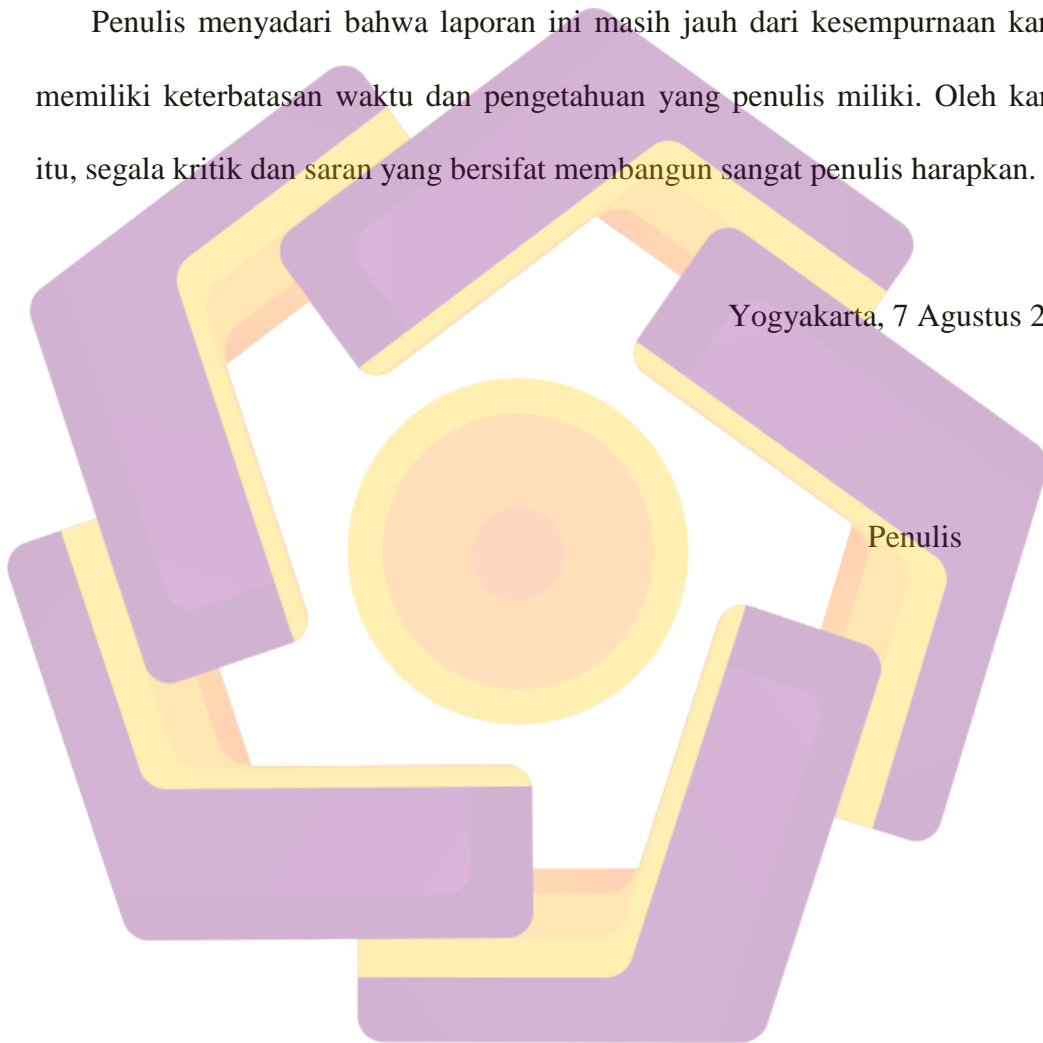 Penulis menyadari bahwa laporan ini masih jauh dari kesempurnaan kar
memiliki keterbatasan waktu dan pengetahuan yang penulis miliki. Oleh kar
itu, segala kritik dan saran yang bersifat membangun sangat penulis harapkan.
Yogyakarta, 7 Agustus 2
Penulis